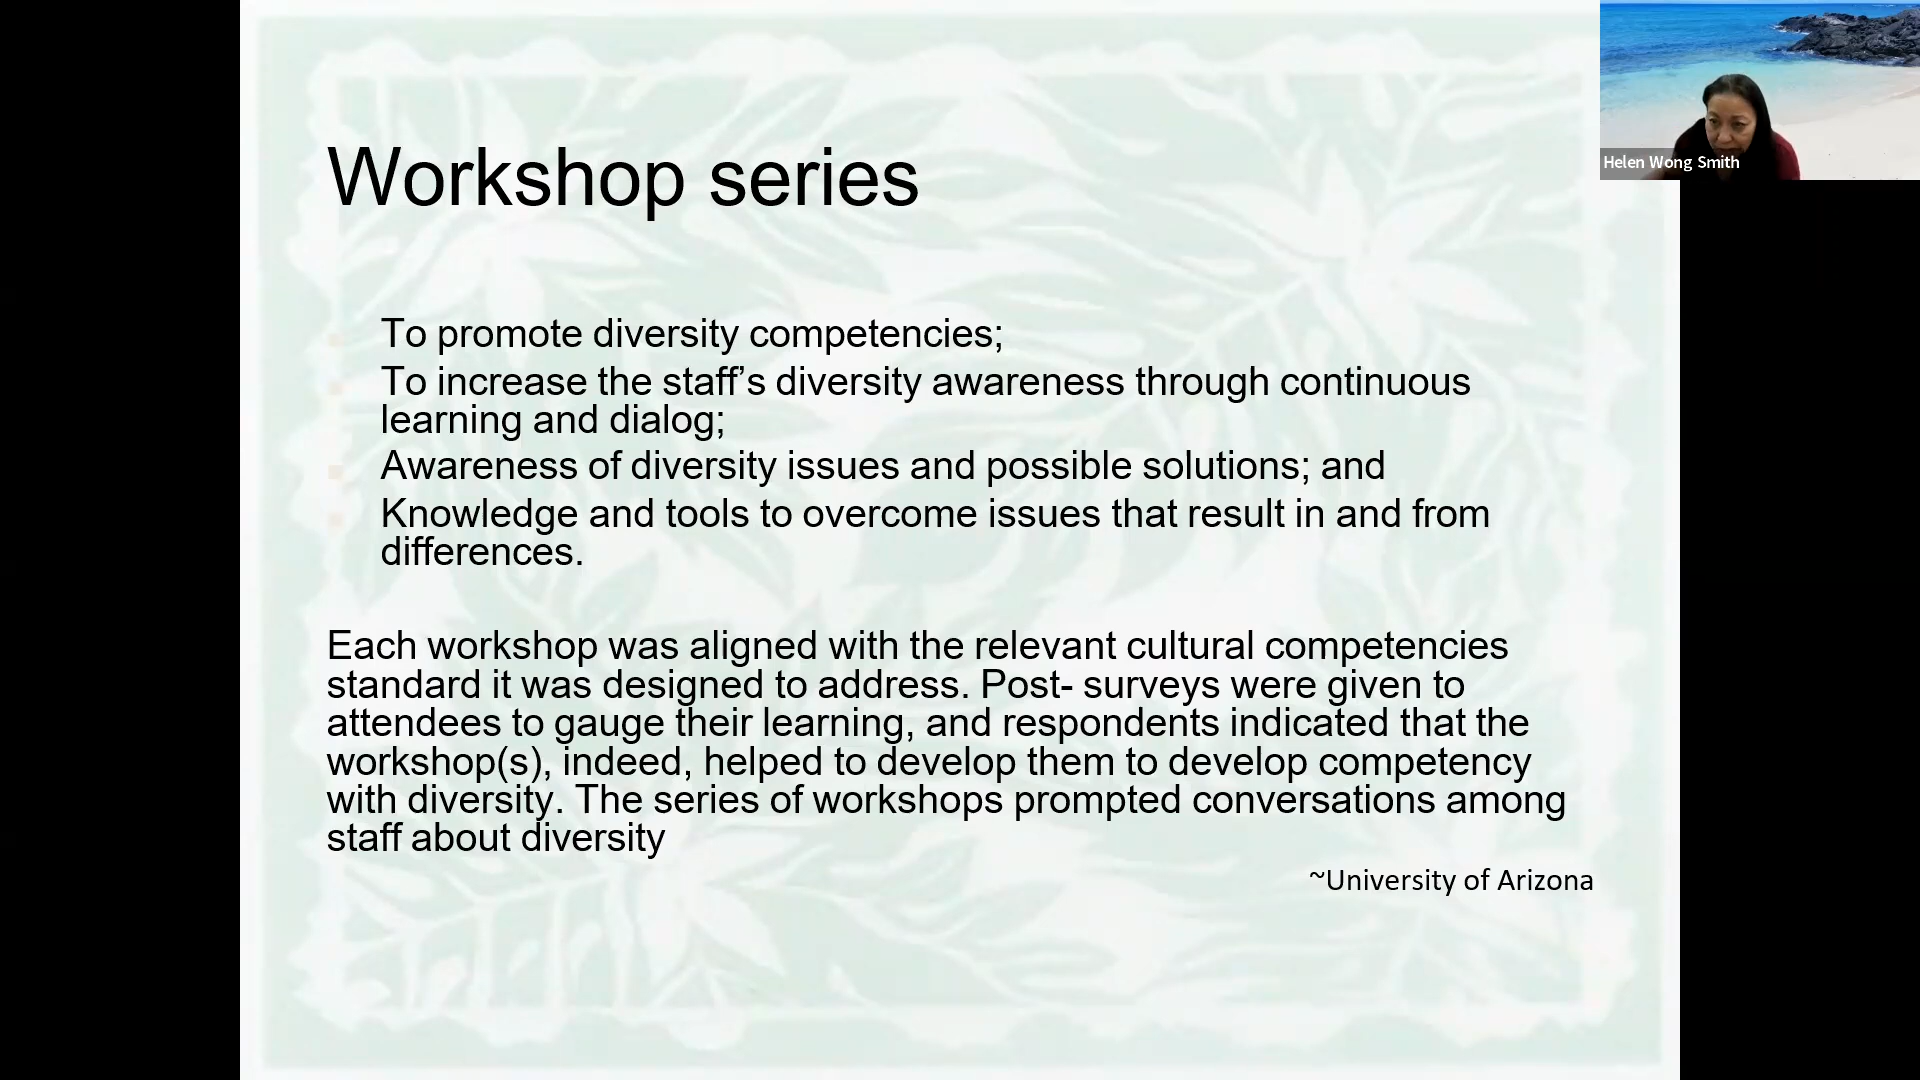 Workshop series
Helen Wong Smith
To promote diversity competencies;
To increase the staff’s diversity awareness through continuous
learning and dialog;
Awareness of diversity issues and possible solutions; and
Knowledge and tools to overcome issues that result in and from
differences.
Each workshop was aligned with the relevant cultural competencies
standard it was designed to address. Post- surveys were given to
attendees to gauge their learning, and respondents indicated that the
workshop(s), indeed, helped to develop them to develop competency
with diversity. The series of workshops prompted conversations among
staff about diversity
~University of Arizona